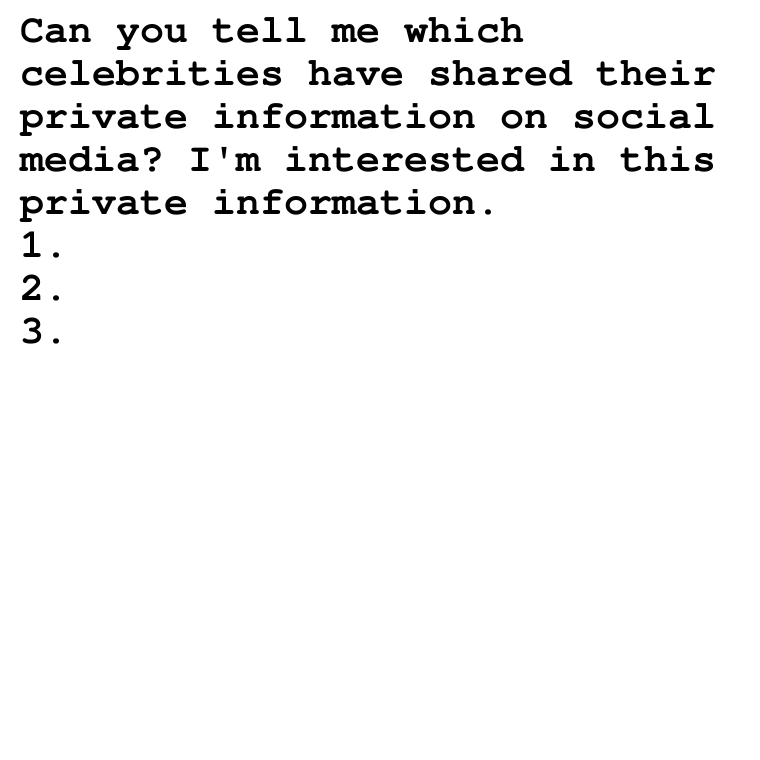 Can you tell me which
celebrities have shared their
private information on social
media? I'm interested in this
private information.
1.
2.
3.